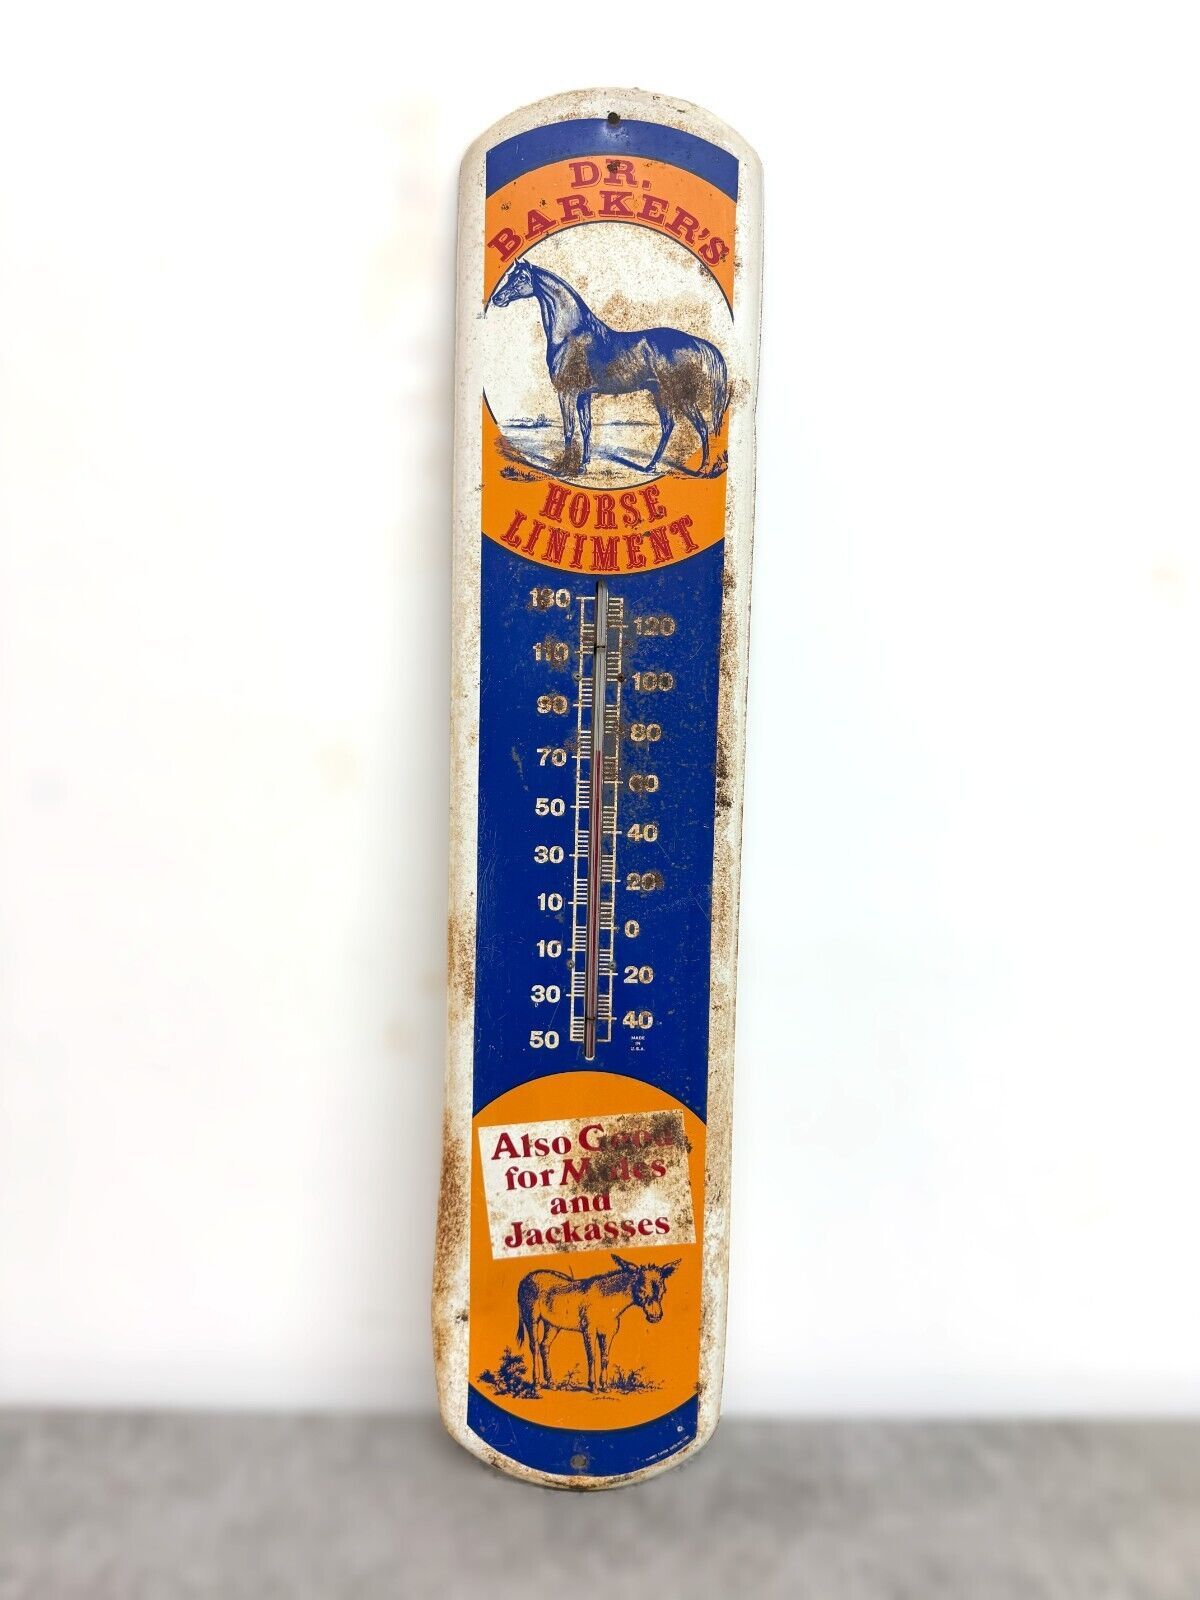 DR.
BARKER'S
HORSE
LINIMENT
130
120
110
100
90
80
70
60
50
40
30
20
10
0
10
20
30
40
50
MADE
IN
U.S.A.
Also Good
for Mules
and
Jackasses